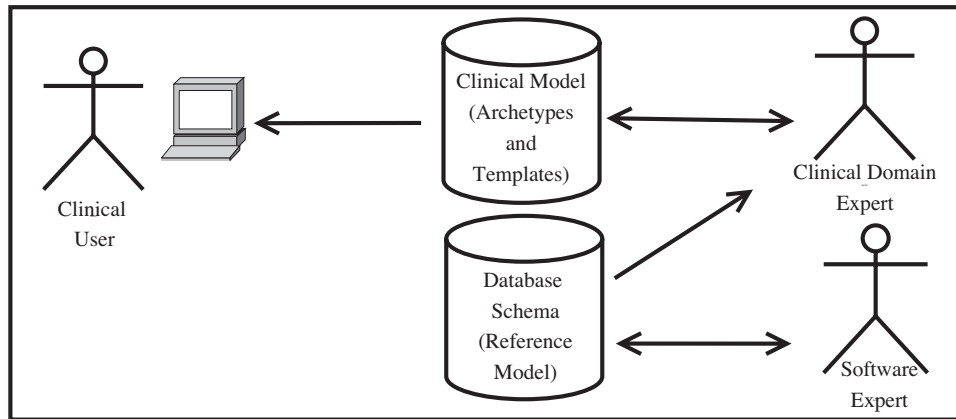 Clinical
User
Clinical Model
(Archetypes
and
Templates)
Database
Schema
(Reference
Model)
Clinical Domain
Expert
Software
Expert